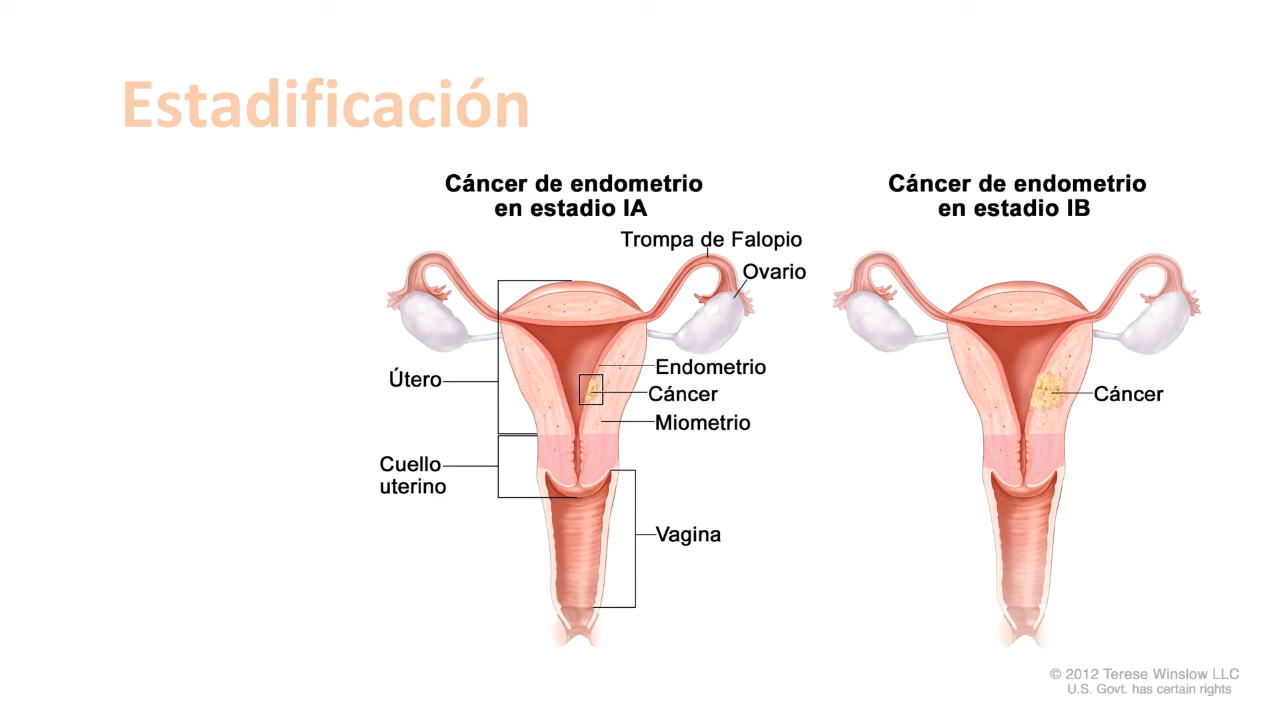 Estadificación
Cáncer de endometrio
en estadio IA
Cáncer de endometrio
en estadio IB
Trompa de Falopio
Ovario
Endometrio
Útero
Cáncer
Cáncer
Miometrio
Cuello
uterino
Vagina
© 2012 Terese Winslow LLC
U.S. Govt. has certain rights